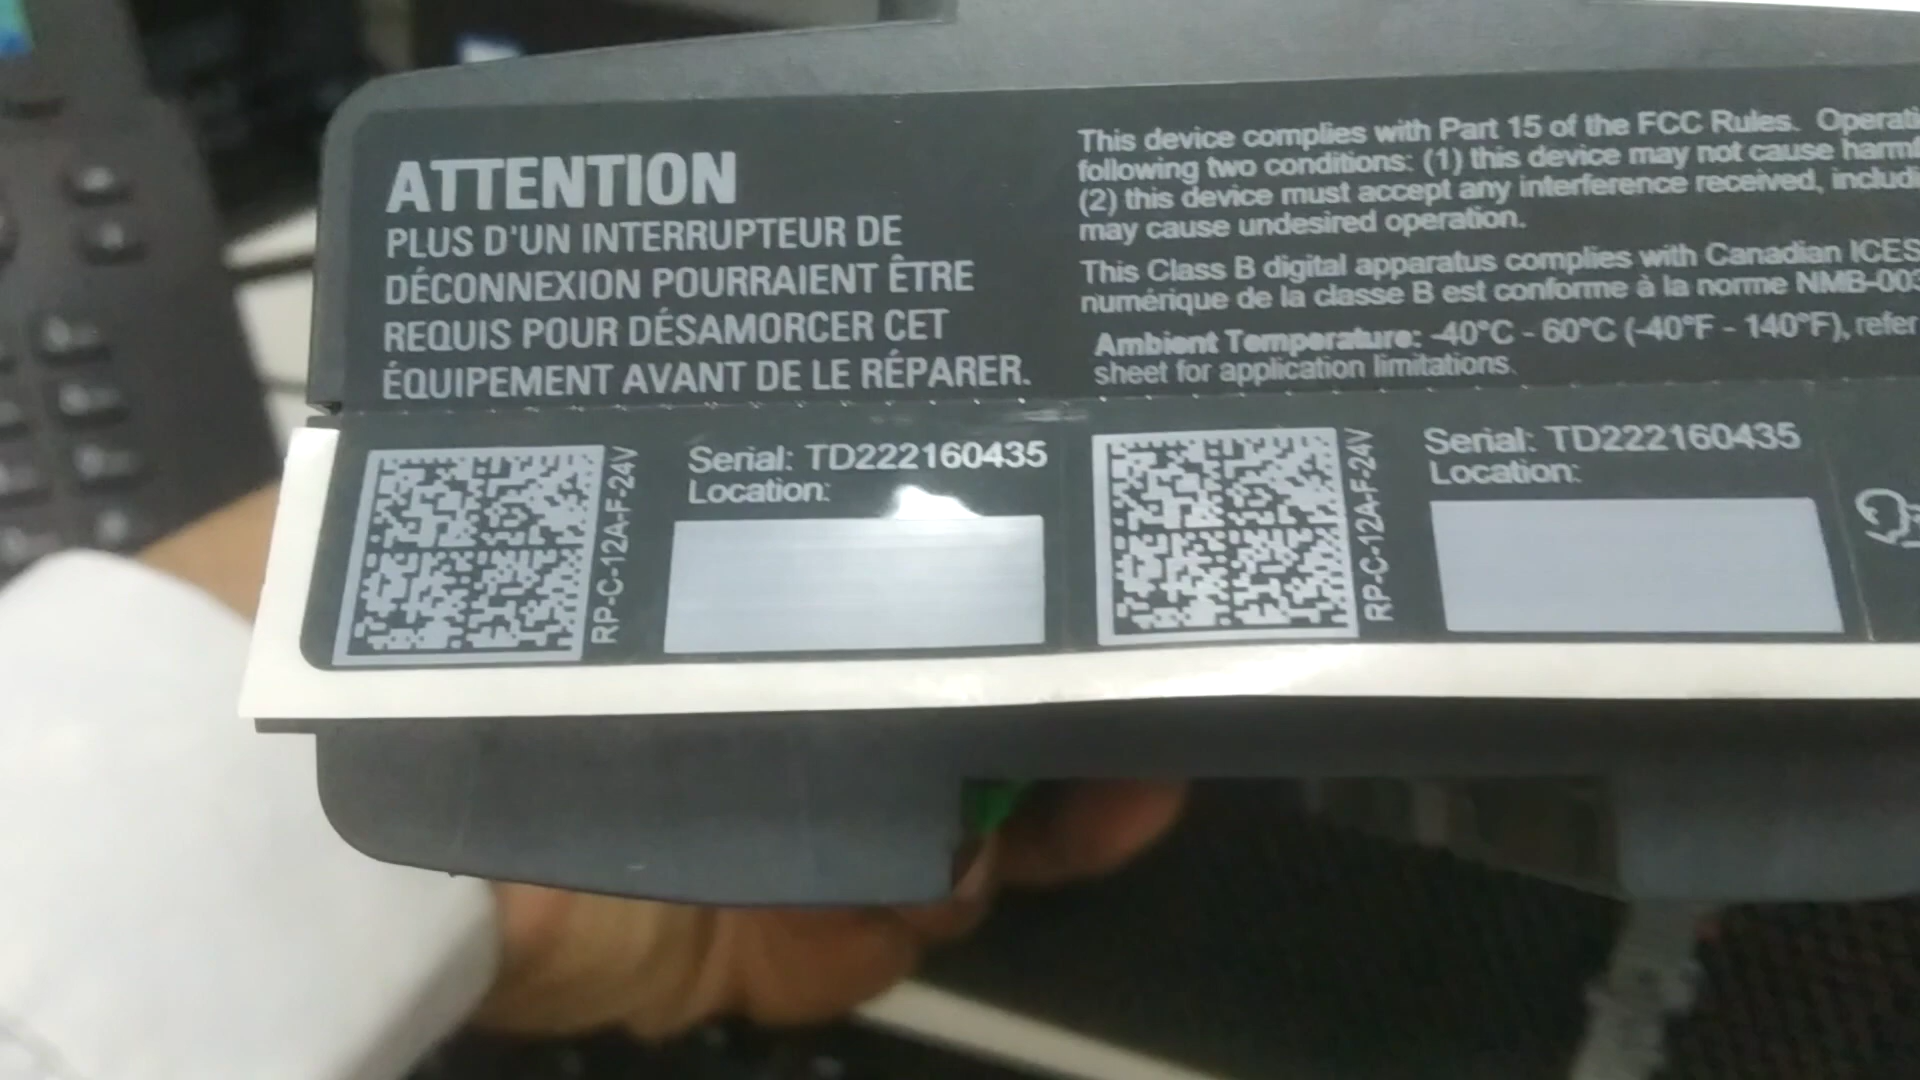 ATTENTION
PLUS D'UN INTERRUPTEUR DE
DÉCONNEXION POURRAIENT ÊTRE
REQUIS POUR DÉSAMORCER CET
ÉQUIPEMENT AVANT DE LE RÉPARER.
This device complies with Part 15 of the FCC Rules. Operati
following two conditions: (1) this device may not cause harmf
(2) this device must accept any interference received, includi
may cause undesired operation.
This Class B digital apparatus complies with Canadian ICES
numérique de la classe B est conforme à la norme NMB-003
Ambient Temperature: -40°C - 60°C (-40°F - 140°F), refer
sheet for application limitations.
RP-C-12A-F-24V
Serial: TD222160435
Location:
RP-C-12A-F-24V
Serial: TD222160435
Location: